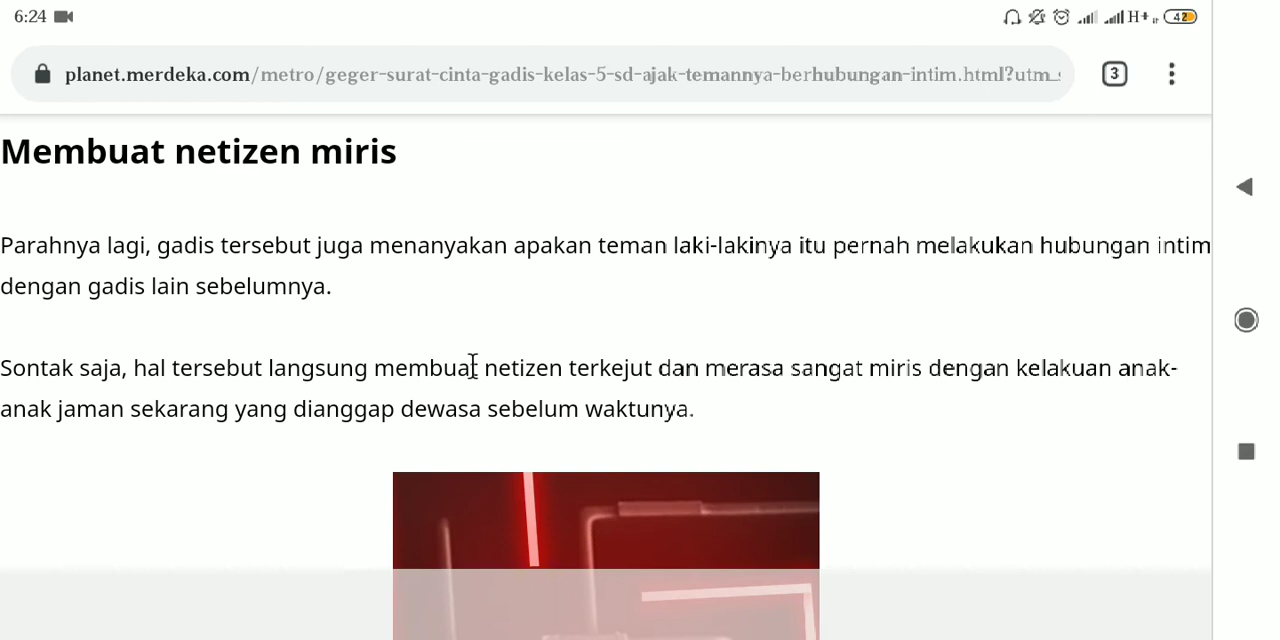 6:24 H+ 42
planet.merdeka.com/metro/geger-surat-cinta-gadis-kelas-5-sd-ajak-temannya-berhubungan-intim.html?utm_s 3
Membuat netizen miris
Parahnya lagi, gadis tersebut juga menanyakan apakan teman laki-lakinya itu pernah melakukan hubungan intim
dengan gadis lain sebelumnya.
Sontak saja, hal tersebut langsung membuat netizen terkejut dan merasa sangat miris dengan kelakuan anak-
anak jaman sekarang yang dianggap dewasa sebelum waktunya.